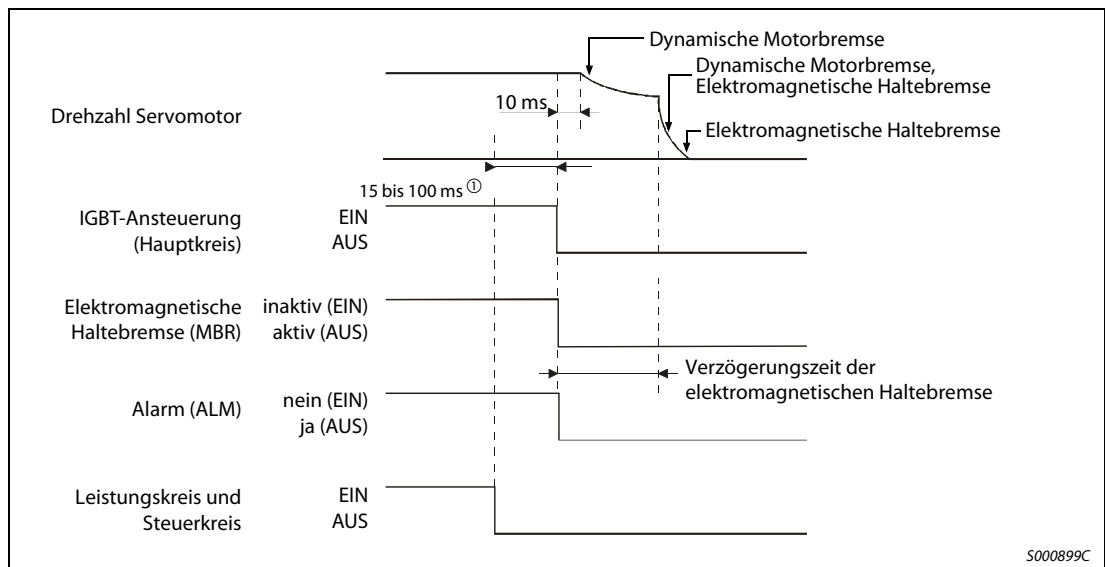 Dynamische Motorbremse
Dynamische Motorbremse,
Elektromagnetische Haltebremse
10 ms
Drehzahl Servomotor
Elektromagnetische Haltebremse
15 bis 100 ms ①
IGBT-Ansteuerung
(Hauptkreis)
EIN
AUS
Elektromagnetische
Haltebremse (MBR)
inaktiv (EIN)
aktiv (AUS)
Verzögerungszeit der
elektromagnetischen Haltebremse
Alarm (ALM)
nein (EIN)
ja (AUS)
Leistungskreis und
Steuerkreis
EIN
AUS
S000899C